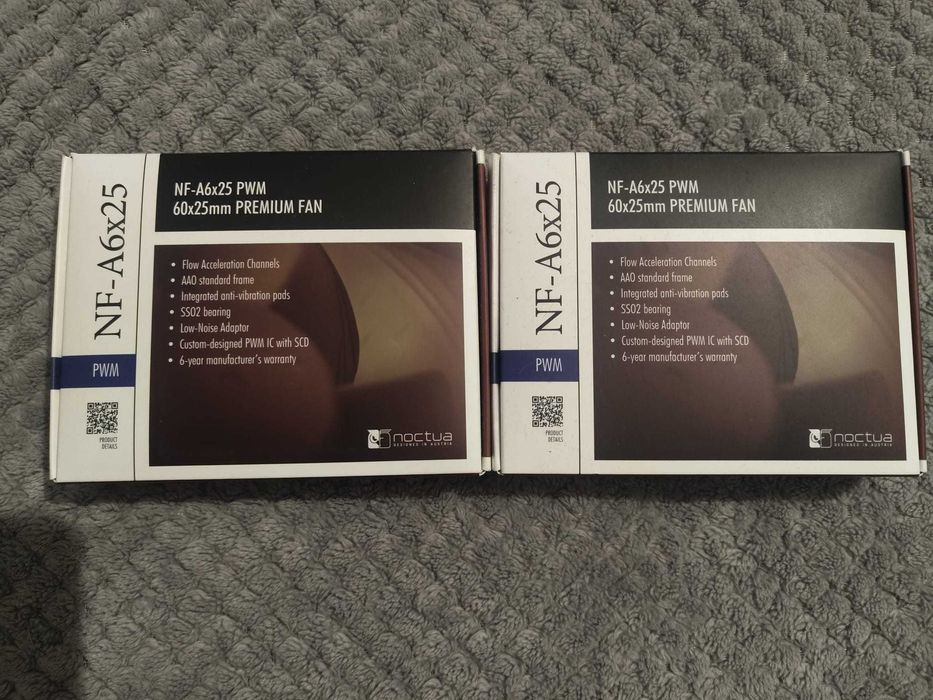 NF-A6x25
PWM
PRODUCT
DETAILS
NF-A6x25 PWM
60x25mm PREMIUM FAN
• Flow Acceleration Channels
• AAO standard frame
• Integrated anti-vibration pads
• SSO2 bearing
• Low-Noise Adaptor
• Custom-designed PWM IC with SCD
• 6-year manufacturer's warranty
noctua
DESIGNED IN AUSTRIA
NF-A6x25
PWM
PRODUCT
DETAILS
NF-A6x25 PWM
60x25mm PREMIUM FAN
• Flow Acceleration Channels
• AAO standard frame
• Integrated anti-vibration pads
• SSO2 bearing
• Low-Noise Adaptor
• Custom-designed PWM IC with SCD
• 6-year manufacturer's warranty
noctua
DESIGNED IN AUSTRIA